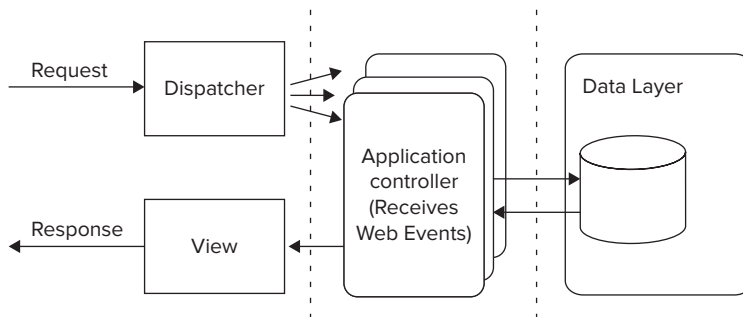 Request
Dispatcher
Data Layer
Application
controller
(Receives
Web Events)
Response
View